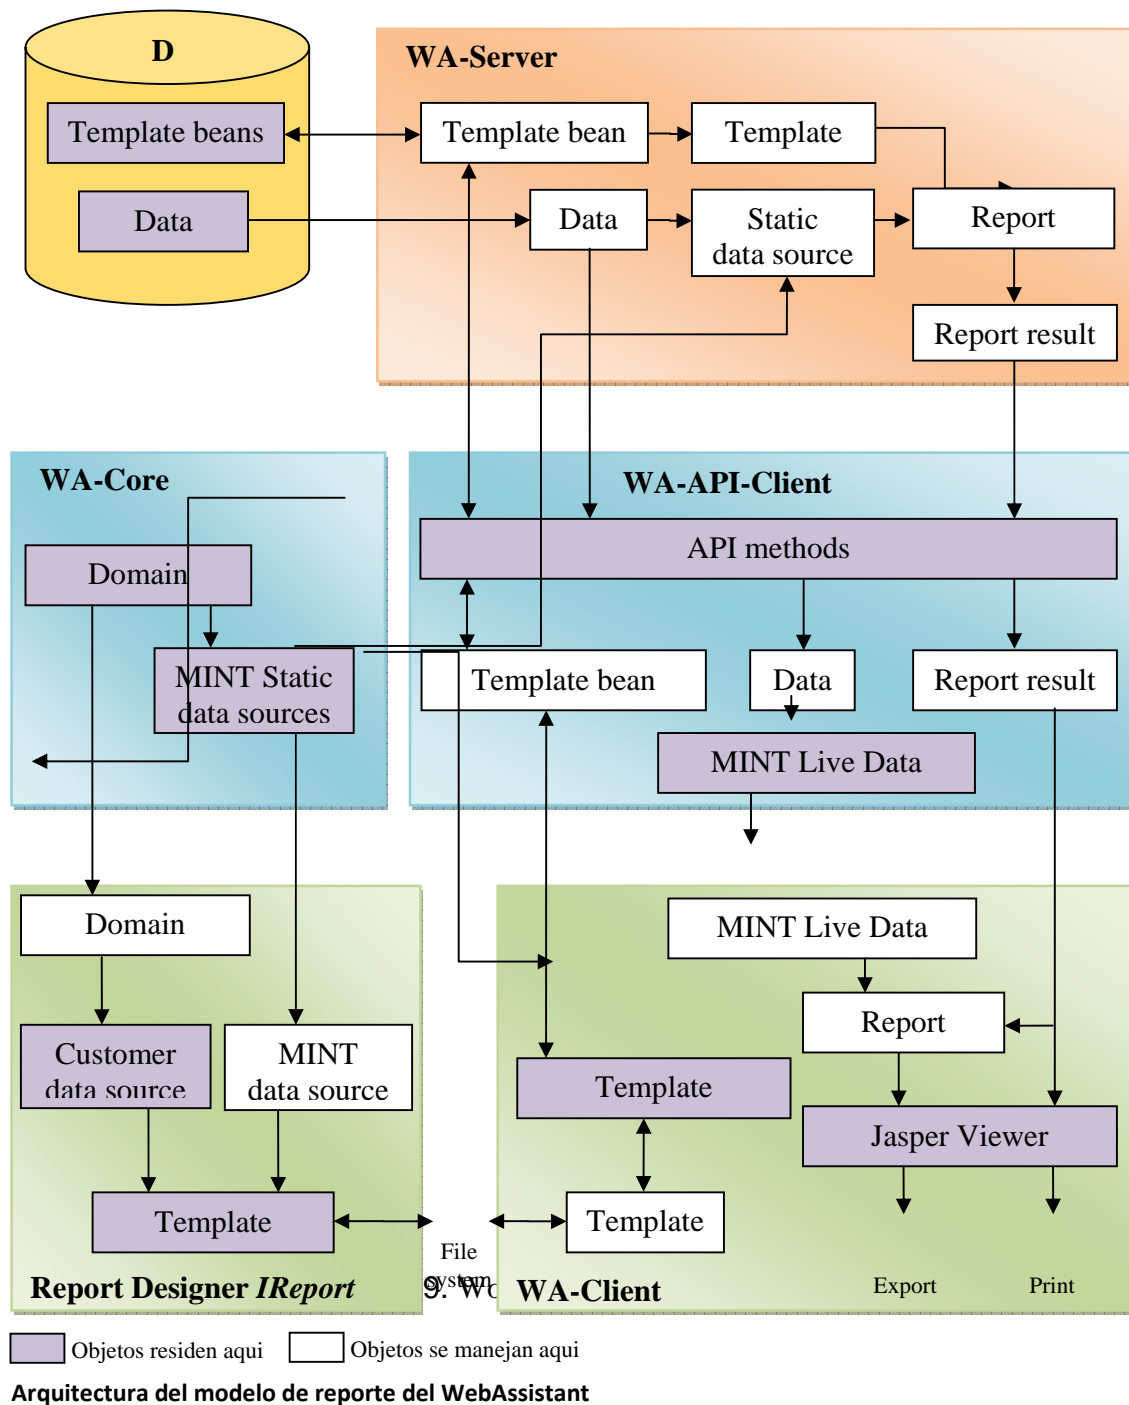 D
WA-Server
Template beans
Template bean
Template
Data
Data
Static
data source
Report
Report result
WA-Core
WA-API-Client
API methods
Domain
MINT Static
data sources
Template bean
Data
Report result
MINT Live Data
Domain
MINT Live Data
Customer
data source
MINT
data source
Report
Template
Jasper Viewer
Template
Template
File
system
9. Wo
Report Designer IReport
WA-Client
Export
Print
Objetos residen aqui
Objetos se manejan aqui
Arquitectura del modelo de reporte del WebAssistant